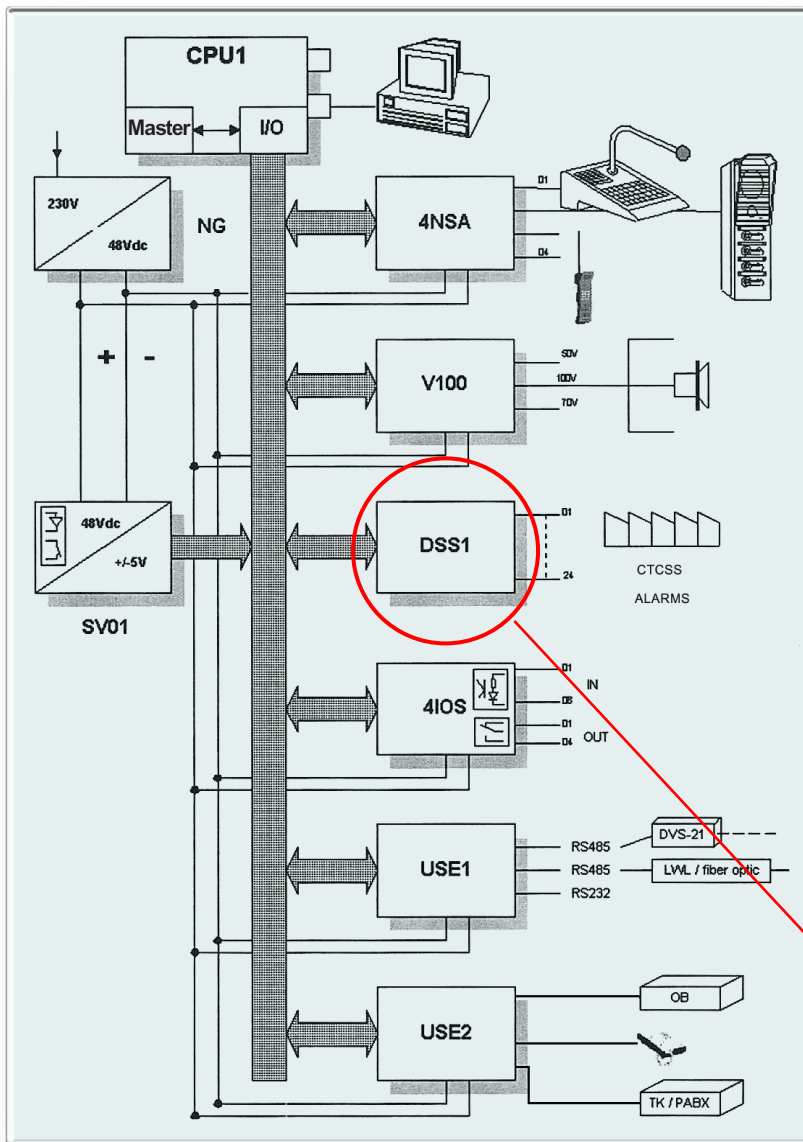 CPU1
Master
I/O
230V
48Vdc
NG
4NSA
01
04
+
-
V100
50V
100V
70V
48Vdc
+/-5V
SV01
DSS1
01
24
CTCSS
ALARMS
4IOS
01
06
01
04
IN
OUT
USE1
RS485
RS485
RS232
DVS-21
LWL / fiber optic
USE2
OB
TK / PABX